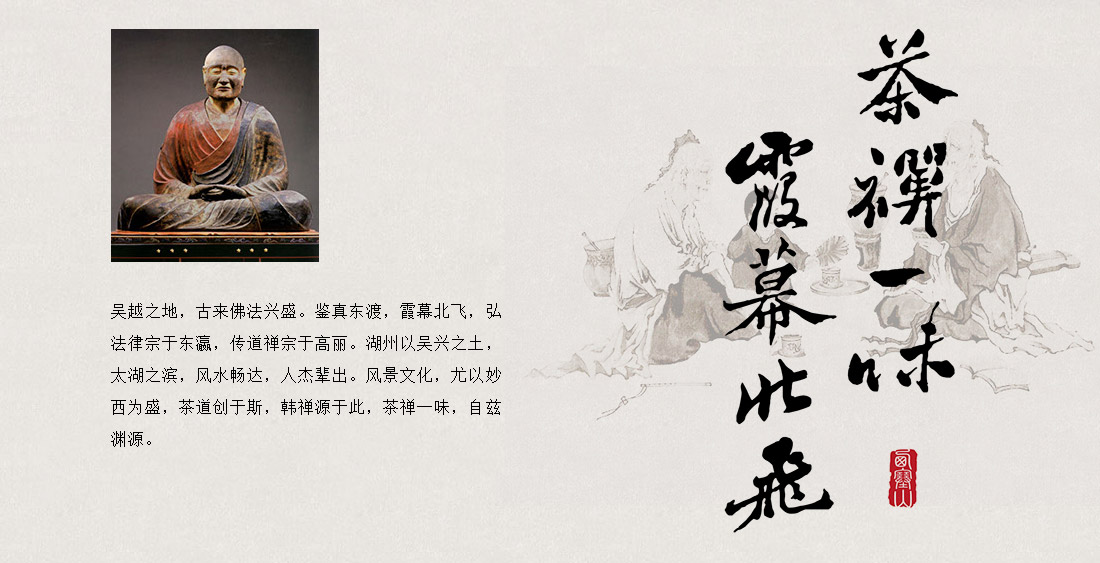 茶禪一味
霞幕北飛
吴越之地，古来佛法兴盛。鉴真东渡，霞幕北飞，弘
法律宗于东瀛，传道禅宗于高丽。湖州以吴兴之土，
太湖之滨，风水畅达，人杰辈出。风景文化，尤以妙
西为盛，茶道创于斯，韩禅源于此，茶禅一味，自兹
渊源。